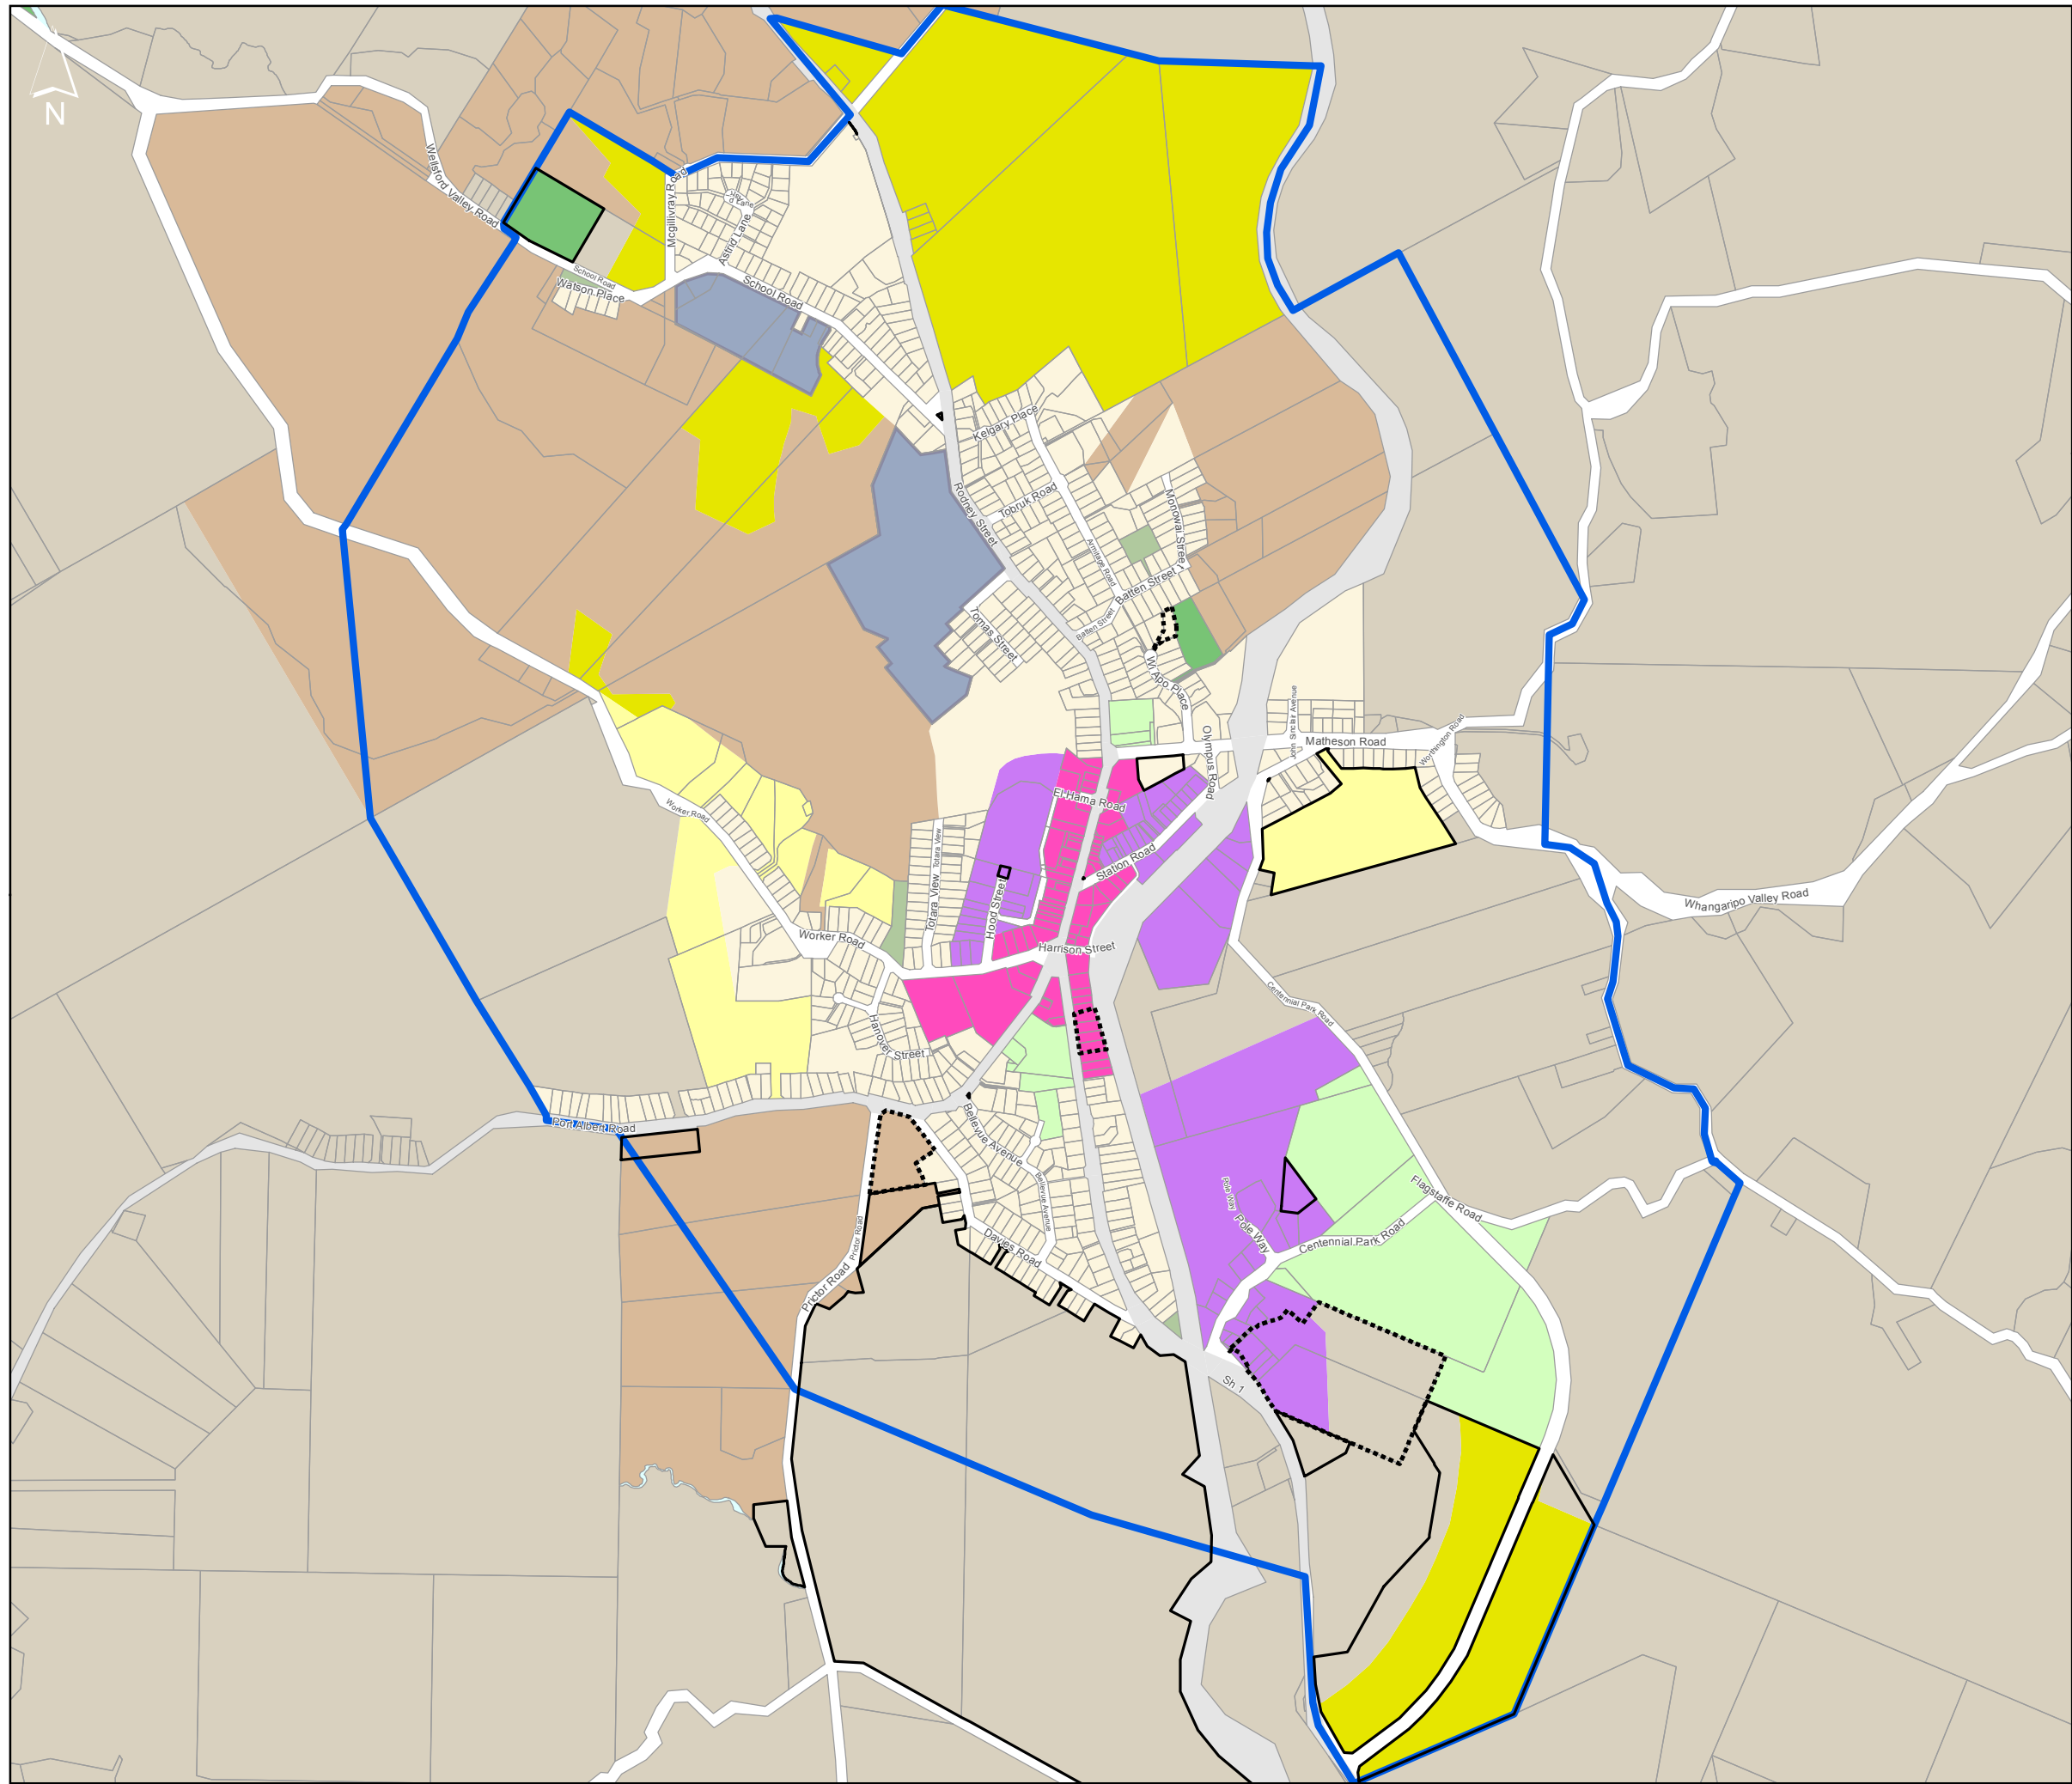 N
Wellsford Valley Road
Mcgillivray Road
Astrid Lane
School Road
Watson Place
School Road
Kelgary Place
Rodney Street
Tobruk Road
Monowai Street
Armitage Road
Batten Street
Batten Street
Tomas Street
Wi Apo Place
Olympus Road
John Sinclair Avenue
Matheson Road
Worthington Road
El-Hama Road
Worker Road
Totara View
Totara View
Station Road
Hood Street
Whangaripo Valley Road
Worker Road
Harrison Street
Centennial Park Road
Hanover Street
Port Albert Road
Bellevue Avenue
Bellevue Avenue
Pole Way
Flagstaffe Road
Pole Way
Centennial Park Road
Prictor Road
Davies Road
Prictor Road
Sh 1